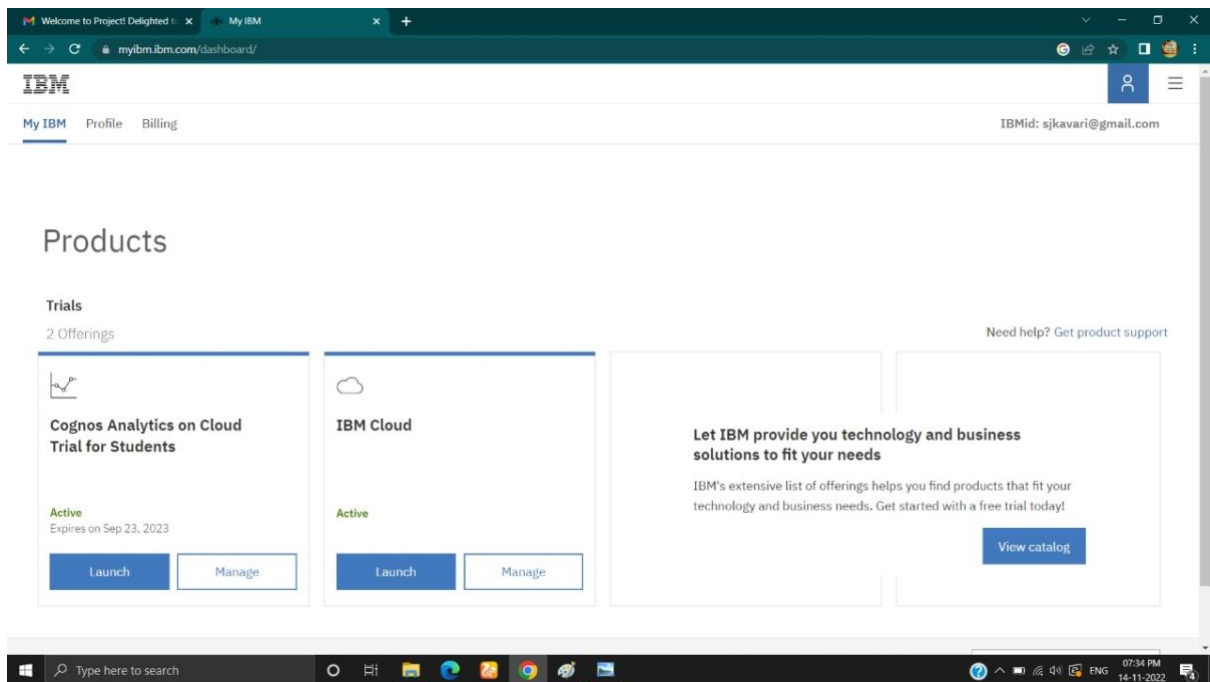 Welcome to Project! Delighted t
My IBM
myibm.ibm.com/dashboard/
IBM
My IBM Profile Billing
IBMid: sjkavari@gmail.com
Products
Trials
2 Offerings
Need help? Get product support
Cognos Analytics on Cloud
Trial for Students
Active
Expires on Sep 23, 2023
Launch
Manage
IBM Cloud
Active
Launch
Manage
Let IBM provide you technology and business
solutions to fit your needs
IBM's extensive list of offerings helps you find products that fit your
technology and business needs. Get started with a free trial today!
View catalog
Type here to search
ENG
07:34 PM
14-11-2022
4